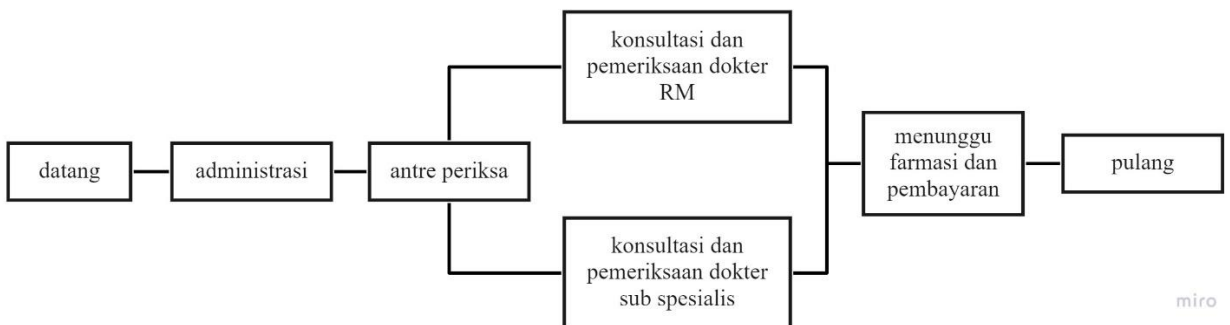 datang
administrasi
antre periksa
konsultasi dan
pemeriksaan dokter
RM
konsultasi dan
pemeriksaan dokter
sub spesialis
menunggu
farmasi dan
pembayaran
pulang
miro